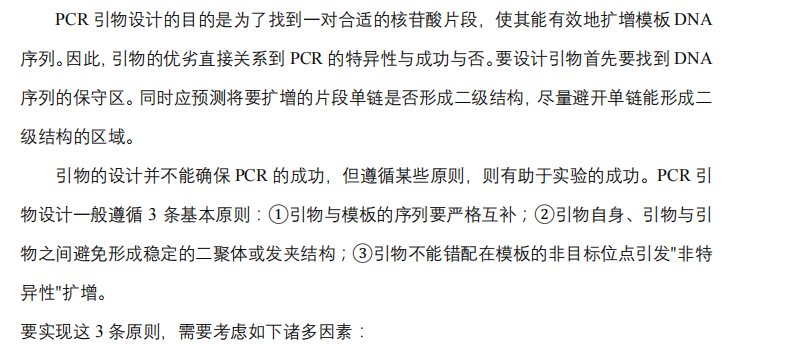 PCR 引物设计的目的是为了找到一对合适的核苷酸片段，使其能有效地扩增模板 DNA
序列。因此，引物的优劣直接关系到 PCR 的特异性与成功与否。要设计引物首先要找到 DNA
序列的保守区。同时应预测将要扩增的片段单链是否形成二级结构，尽量避开单链能形成二
级结构的区域。
引物的设计并不能确保 PCR 的成功，但遵循某些原则，则有助于实验的成功。PCR 引
物设计一般遵循 3 条基本原则：①引物与模板的序列要严格互补；②引物自身、引物与引
物之间避免形成稳定的二聚体或发夹结构；③引物不能错配在模板的非目标位点引发"非特
异性"扩增。
要实现这 3 条原则，需要考虑如下诸多因素：